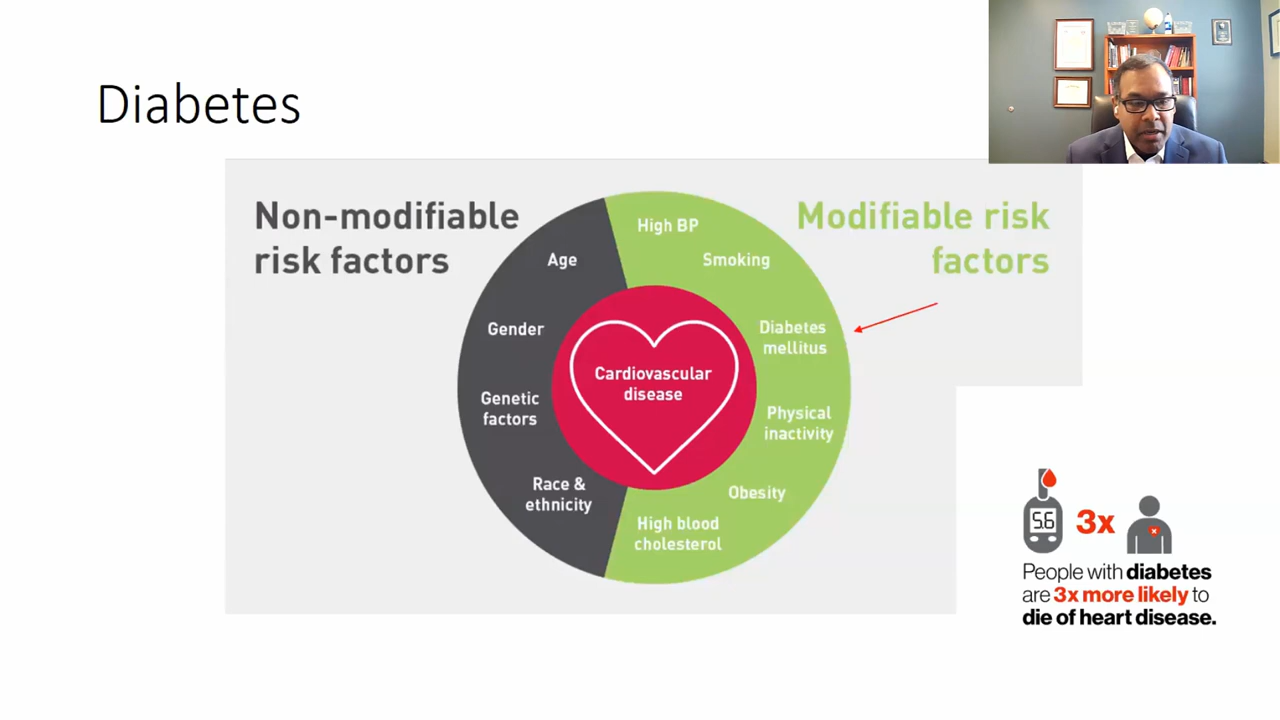 Diabetes
Non-modifiable
risk factors
Modifiable risk
factors
Age
Gender
Genetic
factors
Race &
ethnicity
High BP
Smoking
Diabetes
mellitus
Physical
inactivity
Obesity
High blood
cholesterol
Cardiovascular
disease
5.6
3x
People with diabetes
are 3x more likely to
die of heart disease.